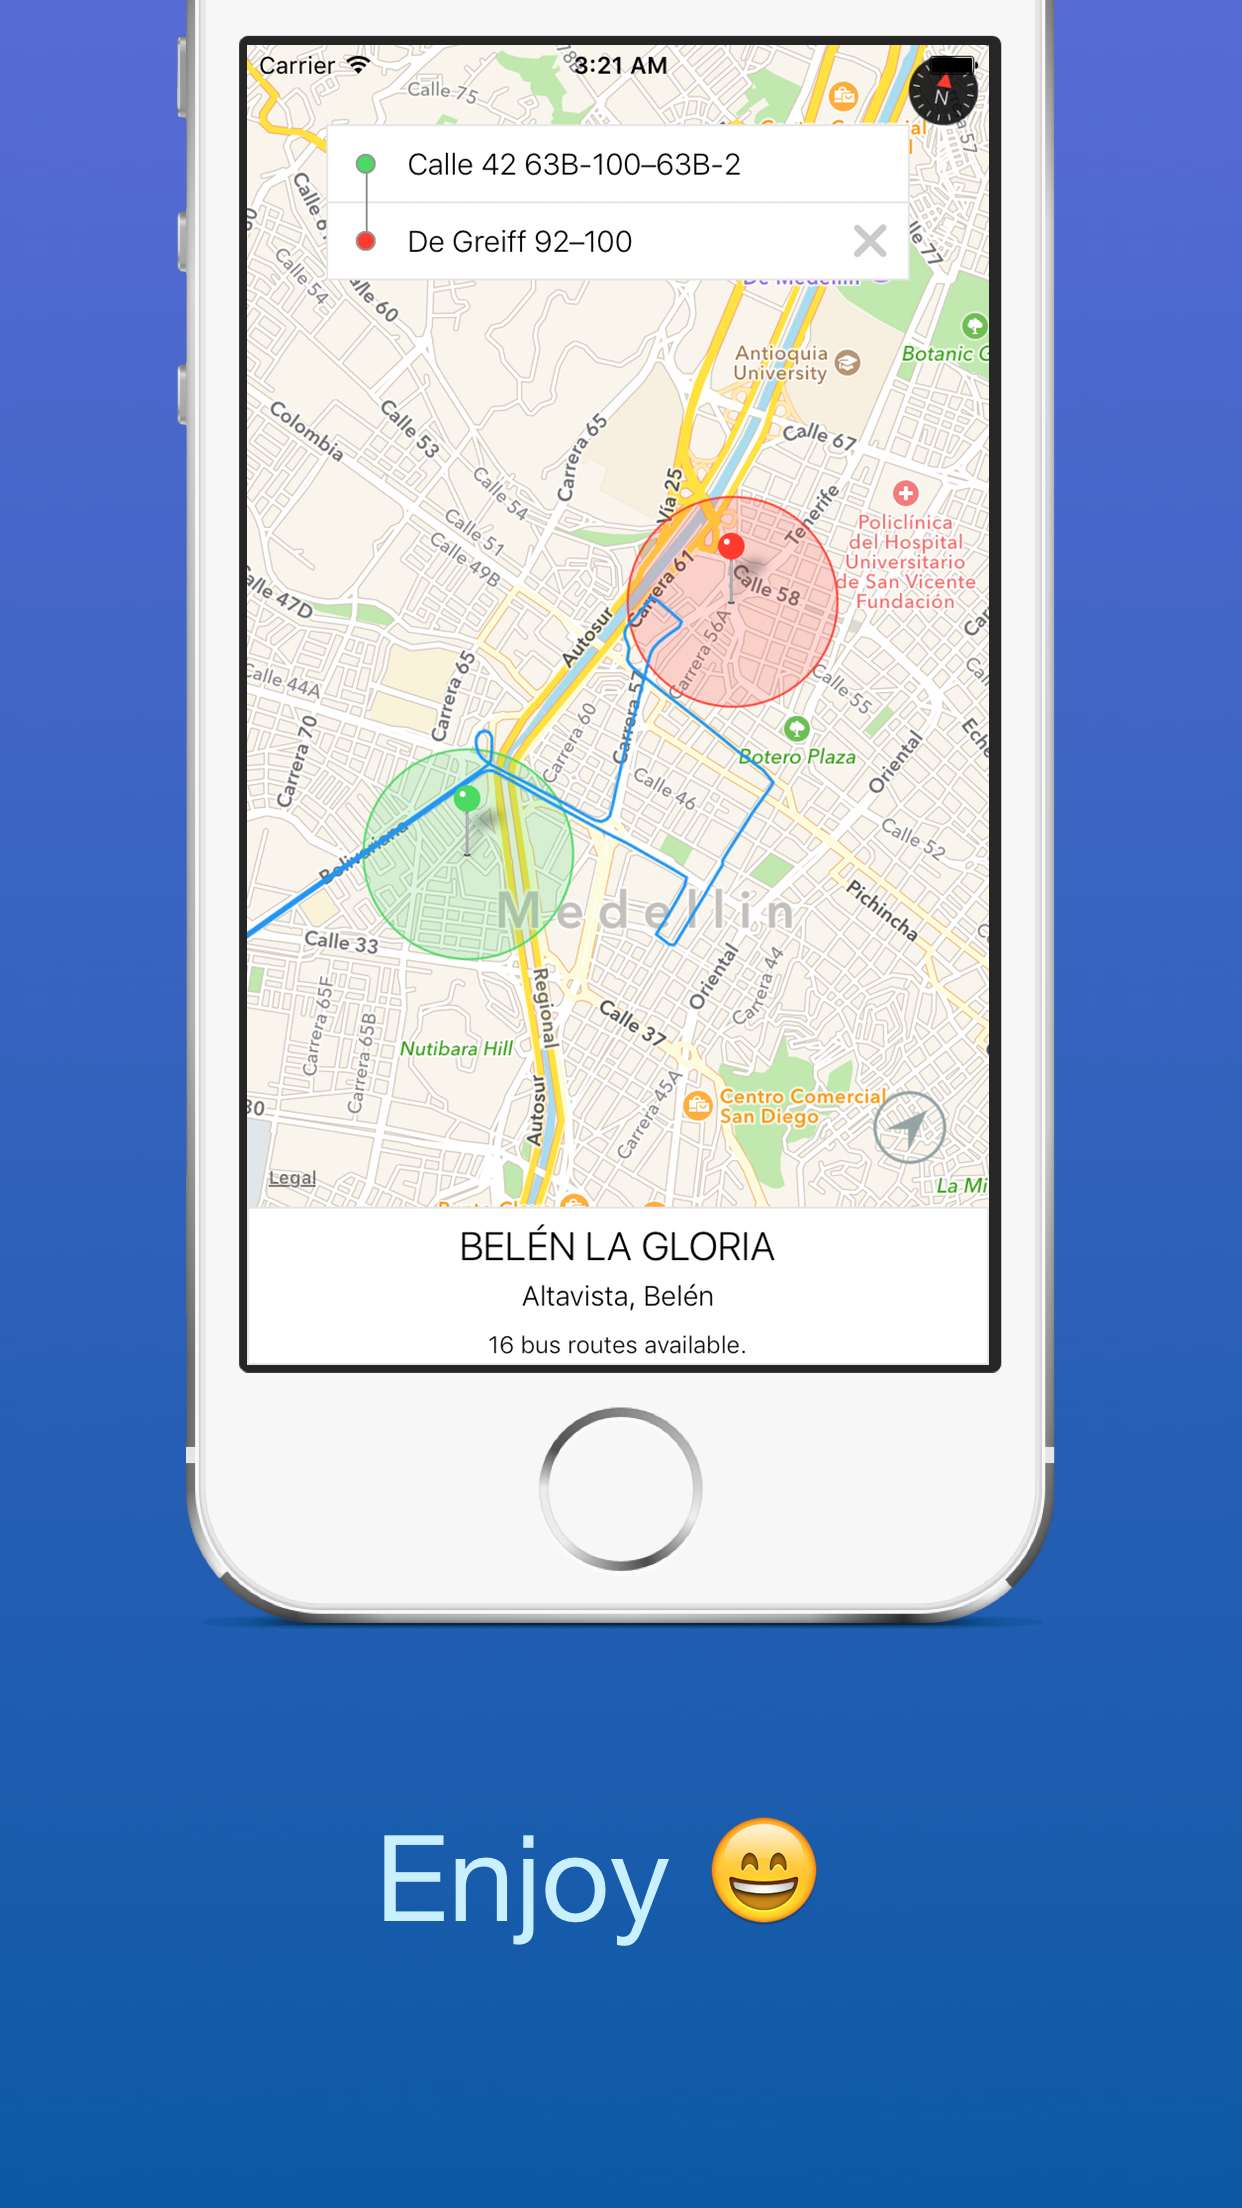 Carrier
3:21 AM
Calle 75
N
Calle 42 63B-100–63B-2
De Greiff 92–100
Calle 54
Calle 60
Antioquia
University
Botanic G
Calle 67
Colombia
Calle 53
Carrera 65
Calle 54
Vía 25
Tenerife
Policlínica
del Hospital
Universitario
de San Vicente
Fundación
Calle 51
Calle 49B
Calle 47D
Carrera 61
Calle 58
Autosur
Carrera 56A
Calle 44A
Carrera 65
Carrera 57
Calle 55
Carrera 70
Carrera 60
Botero Plaza
Oriental
Calle 46
Calle 52
Bolivariana
Medellin
Pichincha
Calle 33
Oriental
Carrera 44
Carrera 65F
Carrera 65B
Regional
Calle 37
Nutibara Hill
Autosur
Carrera 45A
Centro Comercial
San Diego
30
Legal
La Mi
BELÉN LA GLORIA
Altavista, Belén
16 bus routes available.
Enjoy 😄